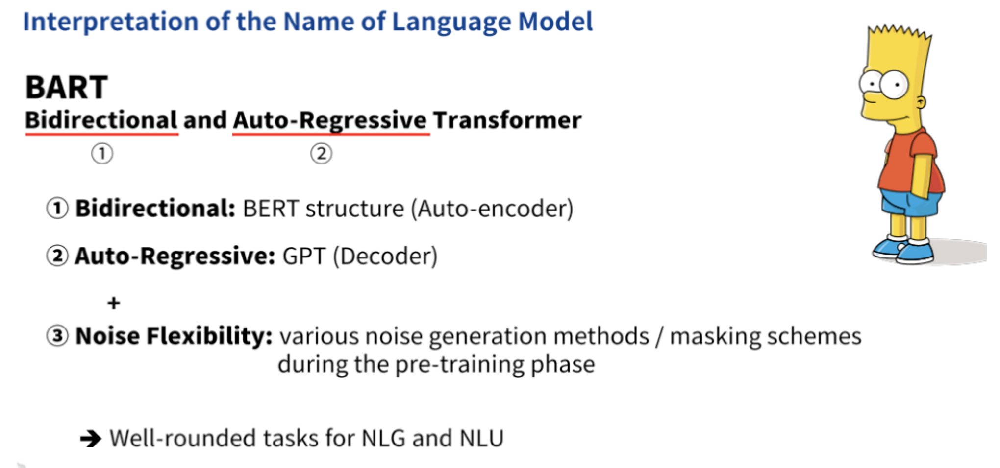 Interpretation of the Name of Language Model
BART
Bidirectional and Auto-Regressive Transformer
① ②
① Bidirectional: BERT structure (Auto-encoder)
② Auto-Regressive: GPT (Decoder)
+
③ Noise Flexibility: various noise generation methods / masking schemes
during the pre-training phase
➔ Well-rounded tasks for NLG and NLU